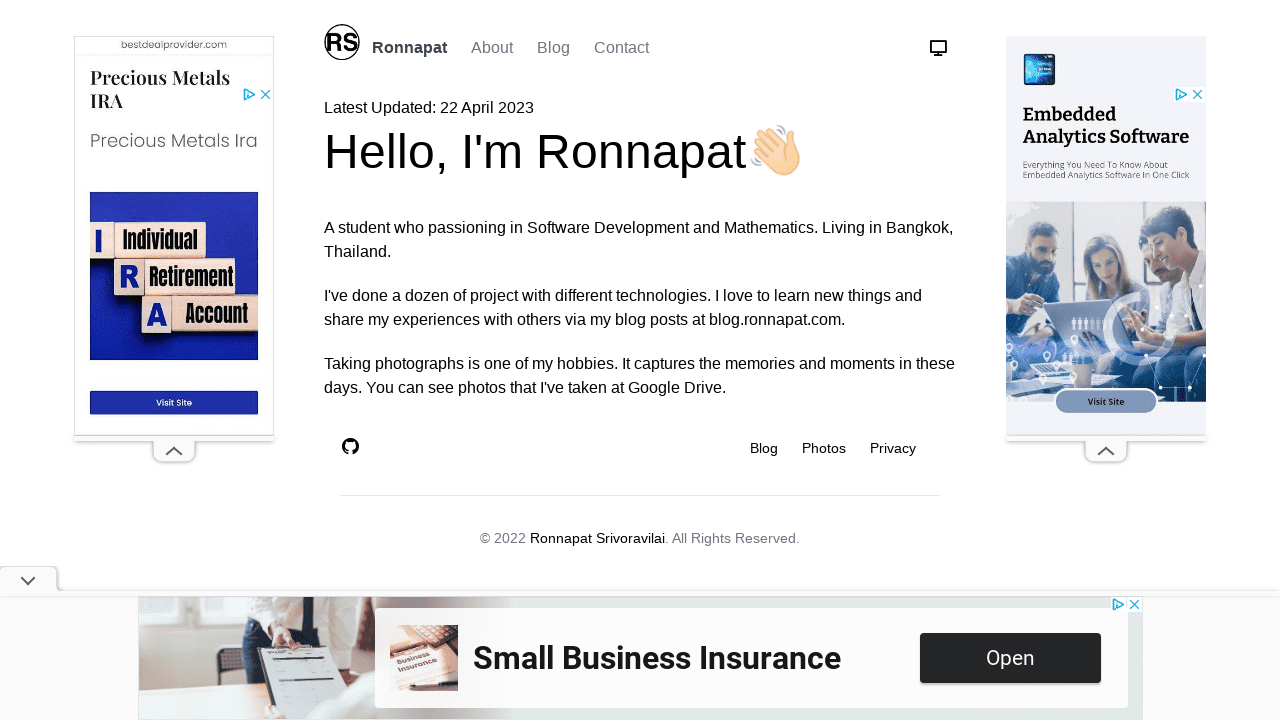 bestdealprovider.com
Precious Metals
IRA
Precious Metals Ira
I Individual
R Retirement
A Account
Visit Site
RS
Ronnapat About Blog Contact
Latest Updated: 22 April 2023
Hello, I'm Ronnapat👋🏻
A student who passioning in Software Development and Mathematics. Living in Bangkok,
Thailand.
I've done a dozen of project with different technologies. I love to learn new things and
share my experiences with others via my blog posts at blog.ronnapat.com.
Taking photographs is one of my hobbies. It captures the memories and moments in these
days. You can see photos that I've taken at Google Drive.
Blog Photos Privacy
© 2022 Ronnapat Srivoravilai. All Rights Reserved.
Embedded
Analytics Software
Everything You Need To Know About
Embedded Analytics Software In One Click
Visit Site
Business
Insurance
Small Business Insurance
Open